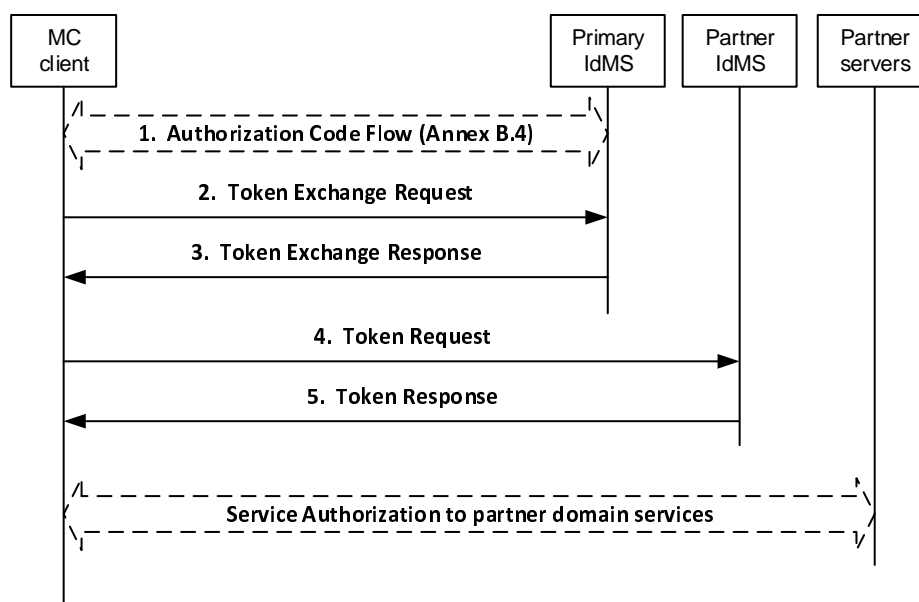 MC
client
Primary
IdMS
Partner
IdMS
Partner
servers
1. Authorization Code Flow (Annex B.4)
2. Token Exchange Request
3. Token Exchange Response
4. Token Request
5. Token Response
Service Authorization to partner domain services